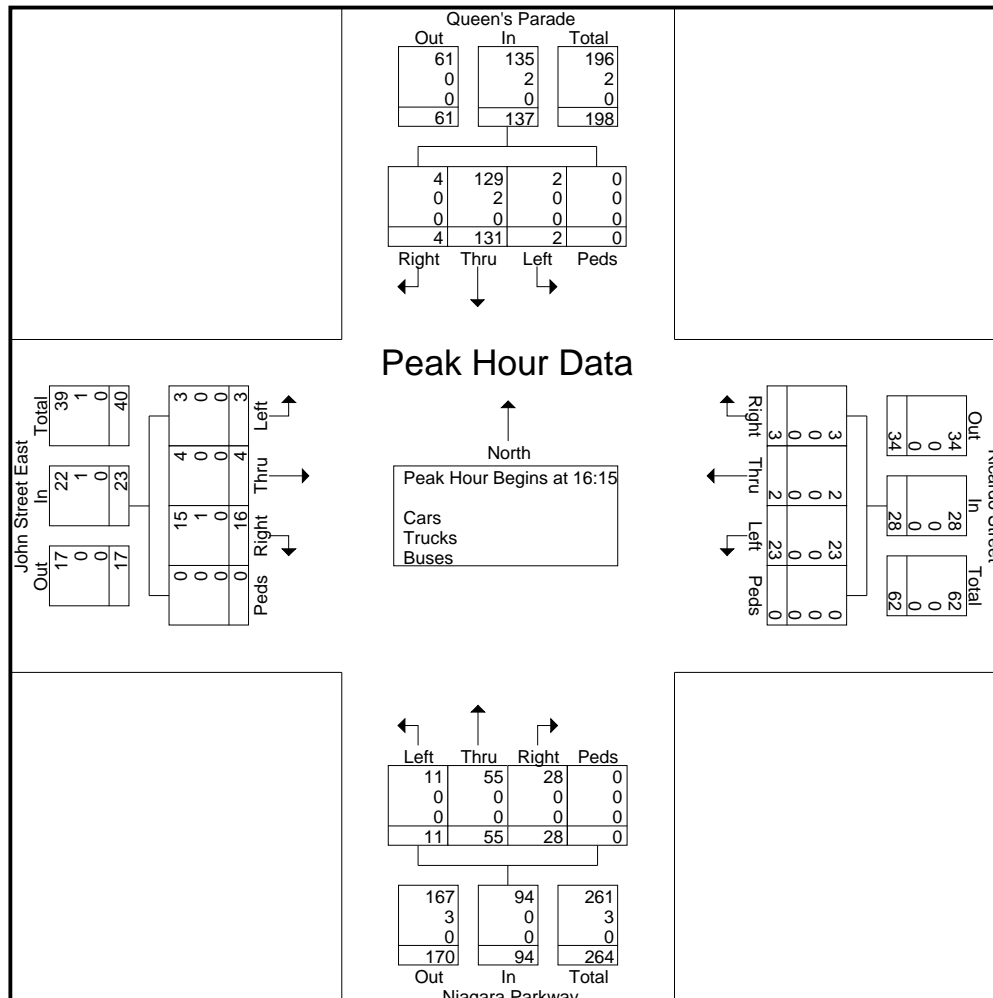 Queen's Parade
Out In Total
61 135 196
0 2 2
0 0 0
61 137 198
4 129 2 0
0 2 0 0
0 0 0 0
4 131 2 0
Right Thru Left Peds
Peak Hour Data
North
Peak Hour Begins at 16:15
Cars
Trucks
Buses
John Street East
Out In Total
17 22 39
0 1 1
0 0 0
17 23 40
0 15 4 3
0 1 0 0
0 0 0 0
0 16 4 3
Peds Right Thru Left
Street
Out In Total
34 28 62
0 0 0
0 0 0
34 28 62
3 2 23 0
0 0 0 0
0 0 0 0
3 2 23 0
Right Thru Left Peds
Left Thru Right Peds
11 55 28 0
0 0 0 0
0 0 0 0
11 55 28 0
167 94 261
3 0 3
0 0 0
170 94 264
Out In Total
Niagara Parkway